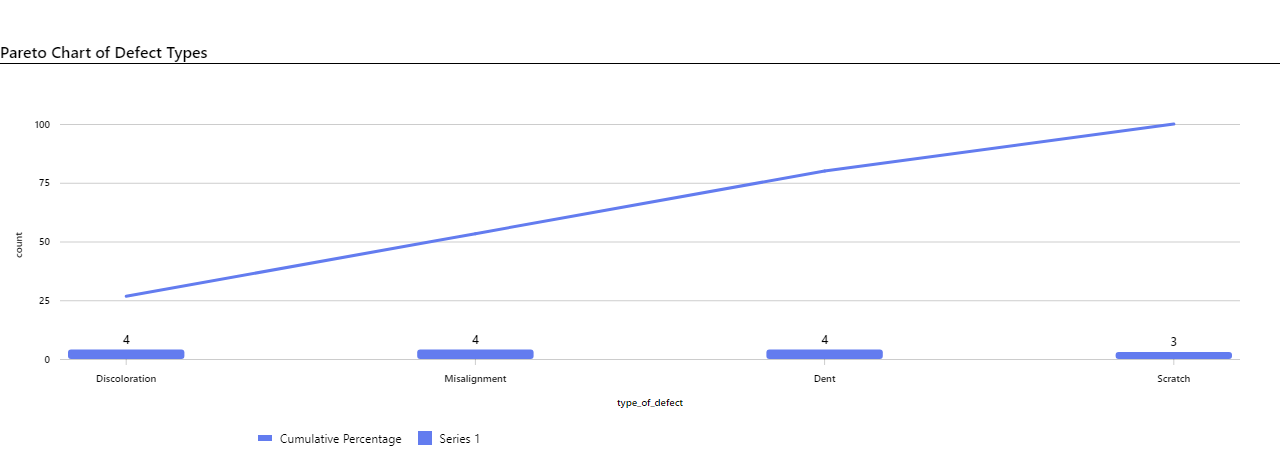 Pareto Chart of Defect Types
100
75
50
25
0
count
4
4
4
3
Discoloration
Misalignment
Dent
Scratch
type_of_defect
Cumulative Percentage
Series 1